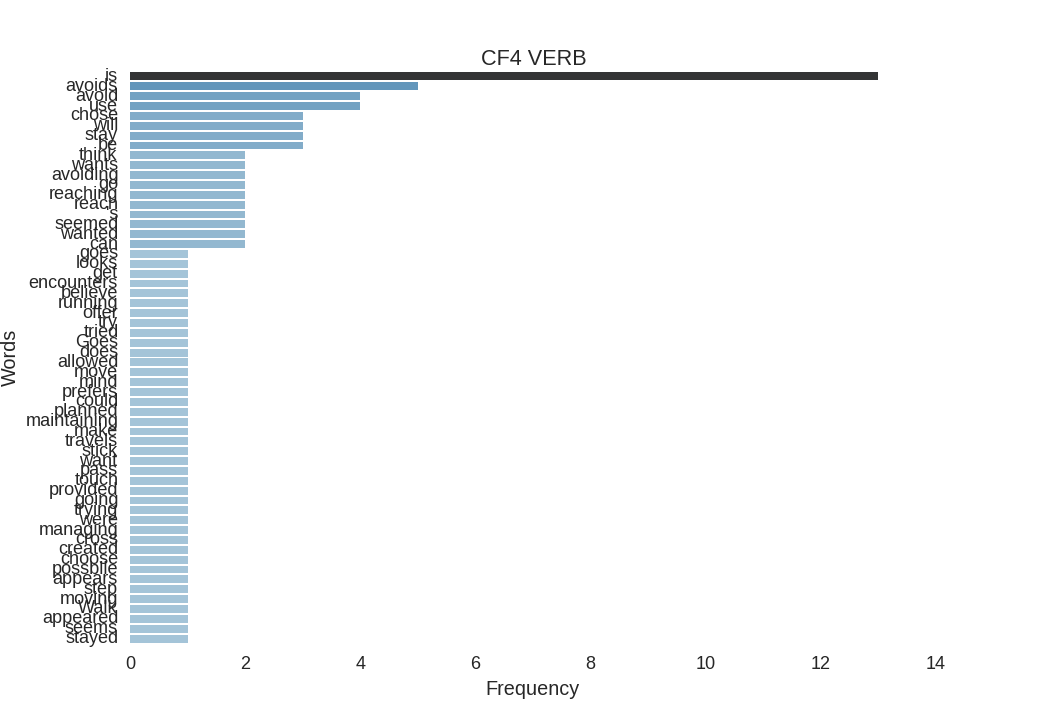 CF4 VERB
is
avoids
avoid
use
chose
will
stay
be
think
wants
avoiding
go
reaching
reach
's
seemed
wanted
can
goes
looks
get
encounters
believe
running
offer
try
tried
Goes
does
allowed
move
mind
prefers
could
planned
maintaining
make
travels
stick
want
pass
touch
provided
going
trying
were
managing
cross
created
choose
possbile
appears
step
moving
Walk
appeared
seems
stayed
Words
0 2 4 6 8 10 12 14
Frequency